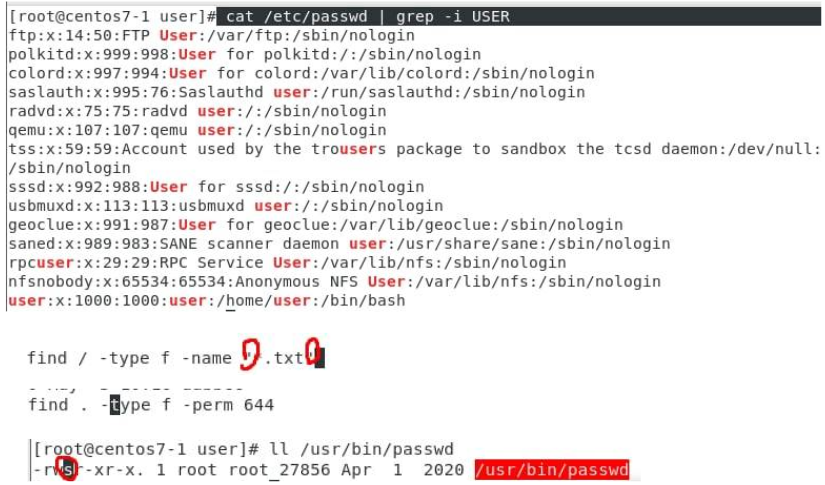 [root@centos7-1 user]# cat /etc/passwd | grep -i USER
ftp:x:14:50:FTP User:/var/ftp:/sbin/nologin
polkitd:x:999:998:User for polkitd:/:/sbin/nologin
colord:x:997:994:User for colord:/var/lib/colord:/sbin/nologin
saslauth:x:995:76:Saslauthd user:/run/saslauthd:/sbin/nologin
radvd:x:75:75:radvd user:/:/sbin/nologin
qemu:x:107:107:qemu user:/:/sbin/nologin
tss:x:59:59:Account used by the trousers package to sandbox the tcsd daemon:/dev/null:
/sbin/nologin
sssd:x:992:988:User for sssd:/:/sbin/nologin
usbmuxd:x:113:113:usbmuxd user:/:/sbin/nologin
geoclue:x:991:987:User for geoclue:/var/lib/geoclue:/sbin/nologin
saned:x:989:983:SANE scanner daemon user:/usr/share/sane:/sbin/nologin
rpcuser:x:29:29:RPC Service User:/var/lib/nfs:/sbin/nologin
nfsnobody:x:65534:65534:Anonymous NFS User:/var/lib/nfs:/sbin/nologin
user:x:1000:1000:user:/home/user:/bin/bash
find / -type f -name .txt
find . -type f -perm 644
[root@centos7-1 user]# ll /usr/bin/passwd
-rwsr-xr-x. 1 root root 27856 Apr 1 2020 /usr/bin/passwd